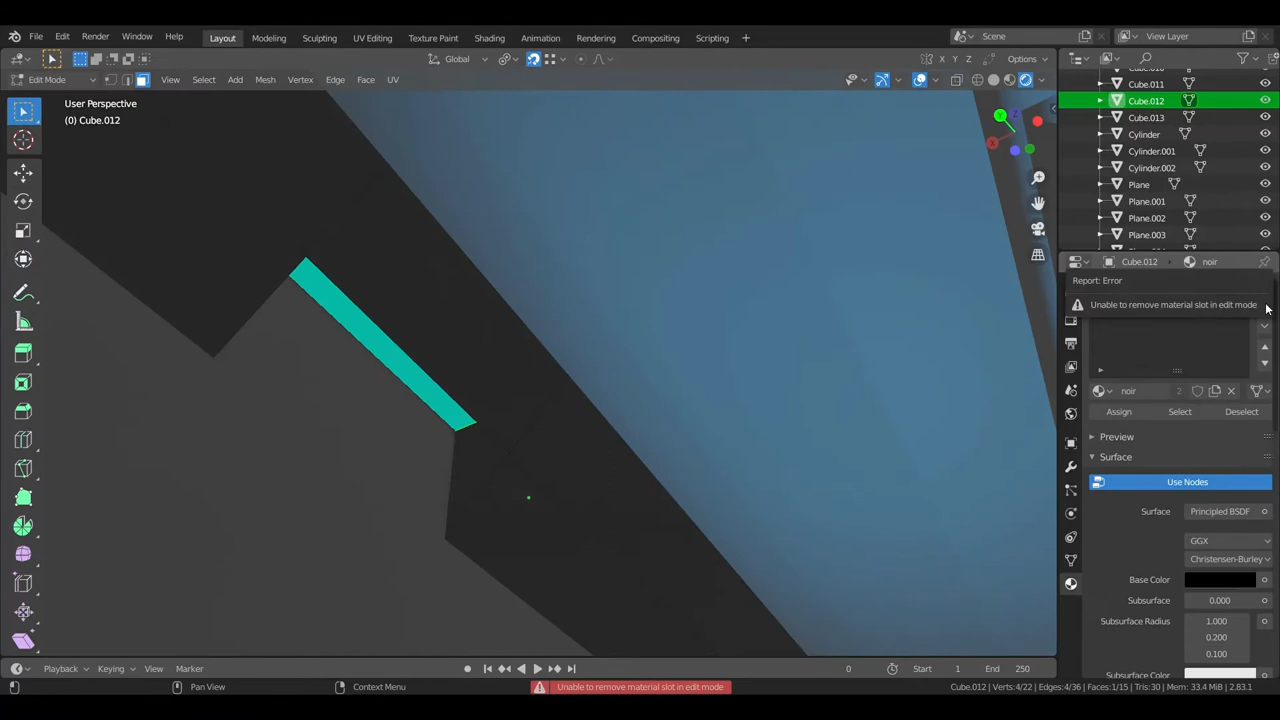 File Edit Render Window Help Layout Modeling Sculpting UV Editing Texture Paint Shading Animation Rendering Compositing Scripting + Scene View Layer
Global Options
X Y Z
Edit Mode View Select Add Mesh Vertex Edge Face UV
User Perspective
(0) Cube.012
Cube.011
Cube.012
Cube.013
Cylinder
Cylinder.001
Cylinder.002
Plane
Plane.001
Plane.002
Plane.003
Y Z X
Cube.012 noir
Report: Error
Unable to remove material slot in edit mode
noir 2
Assign Select Deselect
Preview
Surface
Use Nodes
Surface Principled BSDF
GGX
Christensen-Burley
Base Color
Subsurface 0.000
Subsurface Radius 1.000
0.200
0.100
Subsurface Color
Playback Keying View Marker 0 Start 1 End 250
Pan View Context Menu Unable to remove material slot in edit mode Cube.012 | Verts:4/22 | Edges:4/36 | Faces:1/15 | Tris:30 | Mem: 33.4 MiB | 2.83.1